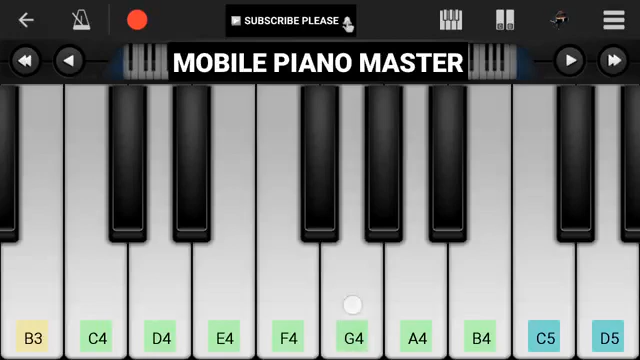 SUBSCRIBE PLEASE
MOBILE PIANO MASTER
B3 C4 D4 E4 F4 G4 A4 B4 C5 D5